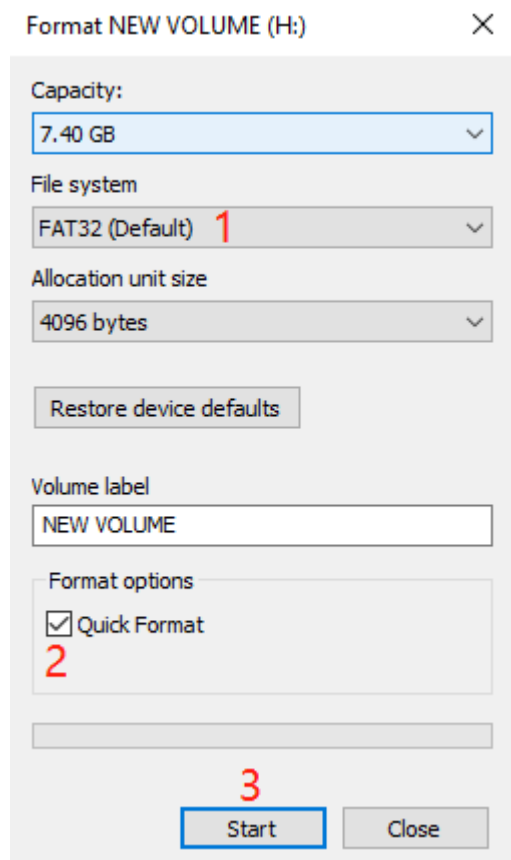 Format NEW VOLUME (H:)
Capacity:
7.40 GB
File system
FAT32 (Default) 1
Allocation unit size
4096 bytes
Restore device defaults
Volume label
NEW VOLUME
Format options
Quick Format
2
3
Start Close